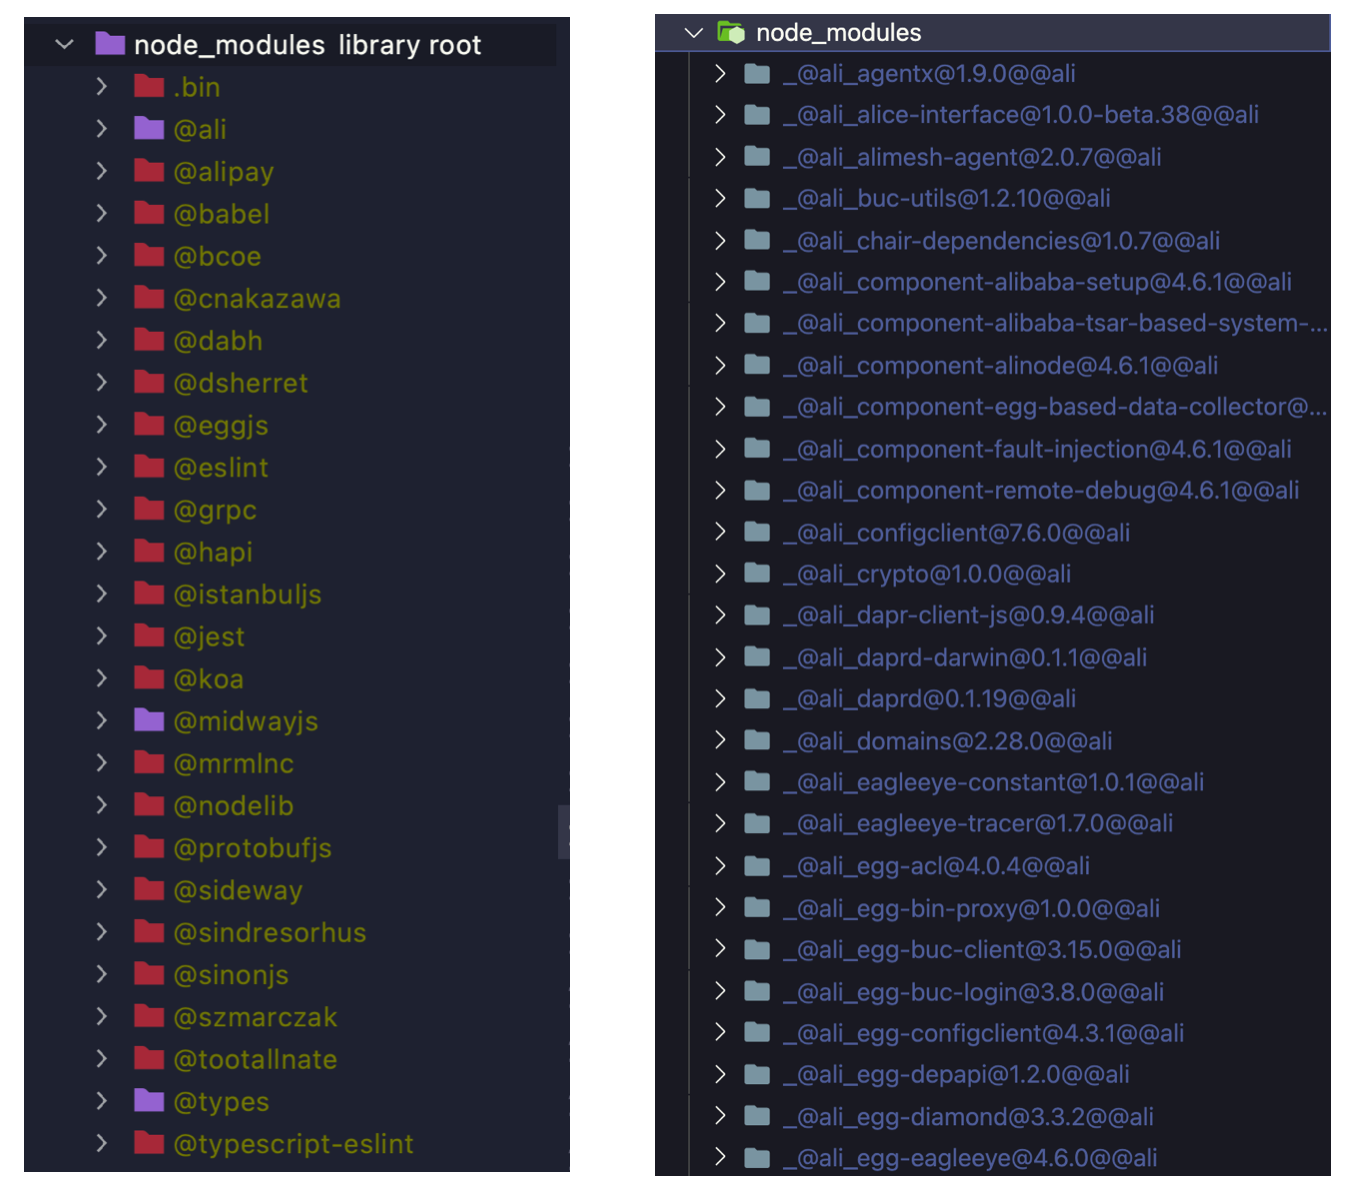 node_modules library root
.bin
@ali
@alipay
@babel
@bcoe
@cnakazawa
@dabh
@dsherret
@eggjs
@eslint
@grpc
@hapi
@istanbuljs
@jest
@koa
@midwayjs
@mrmlnc
@nodelib
@protobufjs
@sideway
@sindresorhus
@sinonjs
@szmarczak
@tootallnate
@types
@typescript-eslint
node_modules
_@ali_agentx@1.9.0@@ali
_@ali_alice-interface@1.0.0-beta.38@@ali
_@ali_alimesh-agent@2.0.7@@ali
_@ali_buc-utils@1.2.10@@ali
_@ali_chair-dependencies@1.0.7@@ali
_@ali_component-alibaba-setup@4.6.1@@ali
_@ali_component-alibaba-tsar-based-system-...
_@ali_component-alinode@4.6.1@@ali
_@ali_component-egg-based-data-collector@...
_@ali_component-fault-injection@4.6.1@@ali
_@ali_component-remote-debug@4.6.1@@ali
_@ali_configclient@7.6.0@@ali
_@ali_crypto@1.0.0@@ali
_@ali_dapr-client-js@0.9.4@@ali
_@ali_daprd-darwin@0.1.1@@ali
_@ali_daprd@0.1.19@@ali
_@ali_domains@2.28.0@@ali
_@ali_eagleeye-constant@1.0.1@@ali
_@ali_eagleeye-tracer@1.7.0@@ali
_@ali_egg-acl@4.0.4@@ali
_@ali_egg-bin-proxy@1.0.0@@ali
_@ali_egg-buc-client@3.15.0@@ali
_@ali_egg-buc-login@3.8.0@@ali
_@ali_egg-configclient@4.3.1@@ali
_@ali_egg-depapi@1.2.0@@ali
_@ali_egg-diamond@3.3.2@@ali
_@ali_egg-eagleeye@4.6.0@@ali